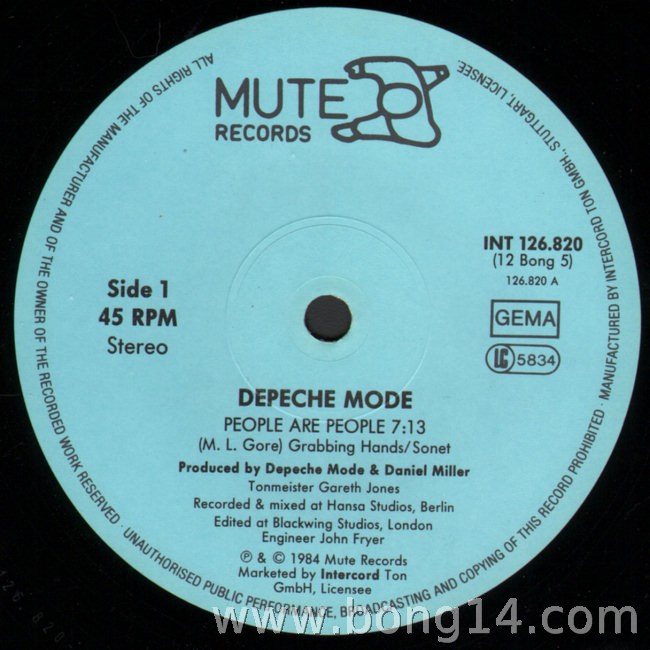 MUTE
RECORDS
INT 126.820
(12 Bong 5)
126.820 A
Side 1
45 RPM
Stereo
GEMA
LC 5834
DEPECHE MODE
PEOPLE ARE PEOPLE 7:13
(M. L. Gore) Grabbing Hands/Sonet
Produced by Depeche Mode & Daniel Miller
Tonmeister Gareth Jones
Recorded & mixed at Hansa Studios, Berlin
Edited at Blackwing Studios, London
Engineer John Fryer
℗ & © 1984 Mute Records
Marketed by Intercord Ton
GmbH, Licensee
ALL RIGHTS OF THE MANUFACTURER AND OF THE OWNER OF THE RECORDED WORK RESERVED · UNAUTHORISED PUBLIC PERFORMANCE, BROADCASTING AND COPYING OF THIS RECORD PROHIBITED · MANUFACTURED BY INTERCORD TON GMBH., STUTTGART, LICENSEE
126.820
www.bong14.com